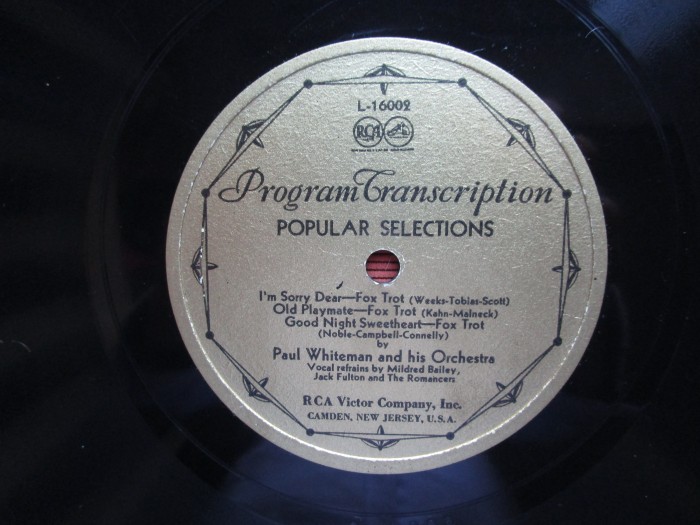 L-16002
RCA
Program Transcription
POPULAR SELECTIONS
I'm Sorry Dear—Fox Trot (Weeks-Tobias-Scott)
Old Playmate—Fox Trot (Kahn-Malneck)
Good Night Sweetheart—Fox Trot
(Noble-Campbell-Connelly)
by
Paul Whiteman and his Orchestra
Vocal refrains by Mildred Bailey,
Jack Fulton and The Romancers
RCA Victor Company, Inc.
CAMDEN, NEW JERSEY, U.S.A.